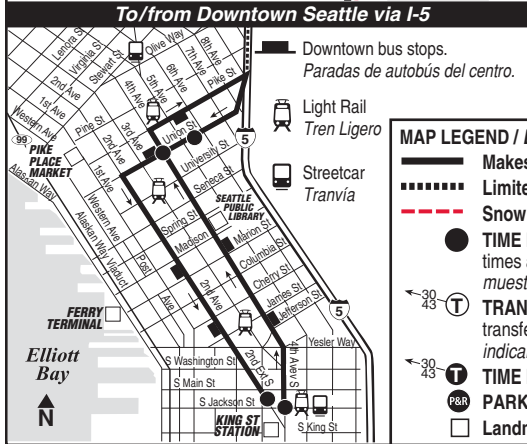 To/from Downtown Seattle via I-5
Lenora St
Virginia St
Stewart St
Olive Way
8th Ave
7th Ave
6th Ave
5th Ave
4th Ave
3rd Ave
2nd Ave
1st Ave
Western Ave
Pike St
Pine St
Union St
99
PIKE
PLACE
MARKET
Alaskan Way
1st Ave
2nd Ave
University St
Seneca St
5
SEATTLE
PUBLIC
LIBRARY
Western Ave
Alaskan Way Viaduct
Post
Ave
Spring St
Madison
Marion St
Columbia St
Cherry St
James St
Jefferson St
2nd Ave
5
FERRY
TERMINAL
Yesler Way
Elliott
Bay
S Washington St
2nd Ext S
4th Ave S
S Main St
S Jackson St
N
KING ST
STATION
S King St
Downtown bus stops.
Paradas de autobús del centro.
Light Rail
Tren Ligero
Streetcar
Tranvía
MAP LEGEND /
Makes
Limite
Snow
TIME
times
muest
30
43
T
TRAN
transfe
indica
30
43
T
TIME
P&R
PARK
Landr